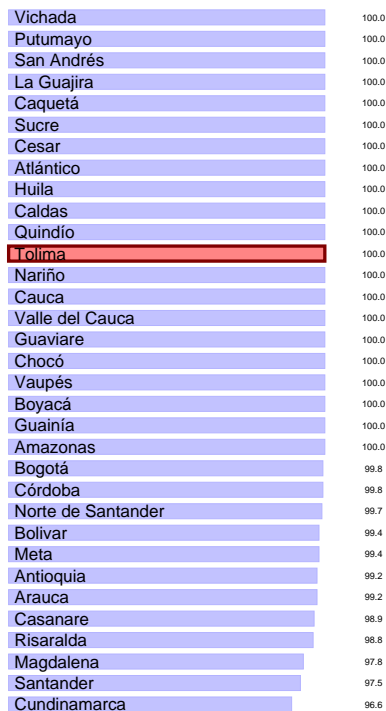 Vichada 100.0
Putumayo 100.0
San Andrés 100.0
La Guajira 100.0
Caquetá 100.0
Sucre 100.0
Cesar 100.0
Atlántico 100.0
Huila 100.0
Caldas 100.0
Quindío 100.0
Tolima 100.0
Nariño 100.0
Cauca 100.0
Valle del Cauca 100.0
Guaviare 100.0
Chocó 100.0
Vaupés 100.0
Boyacá 100.0
Guainía 100.0
Amazonas 100.0
Bogotá 99.8
Córdoba 99.8
Norte de Santander 99.7
Bolivar 99.4
Meta 99.4
Antioquia 99.2
Arauca 99.2
Casanare 98.9
Risaralda 98.8
Magdalena 97.8
Santander 97.5
Cundinamarca 96.6